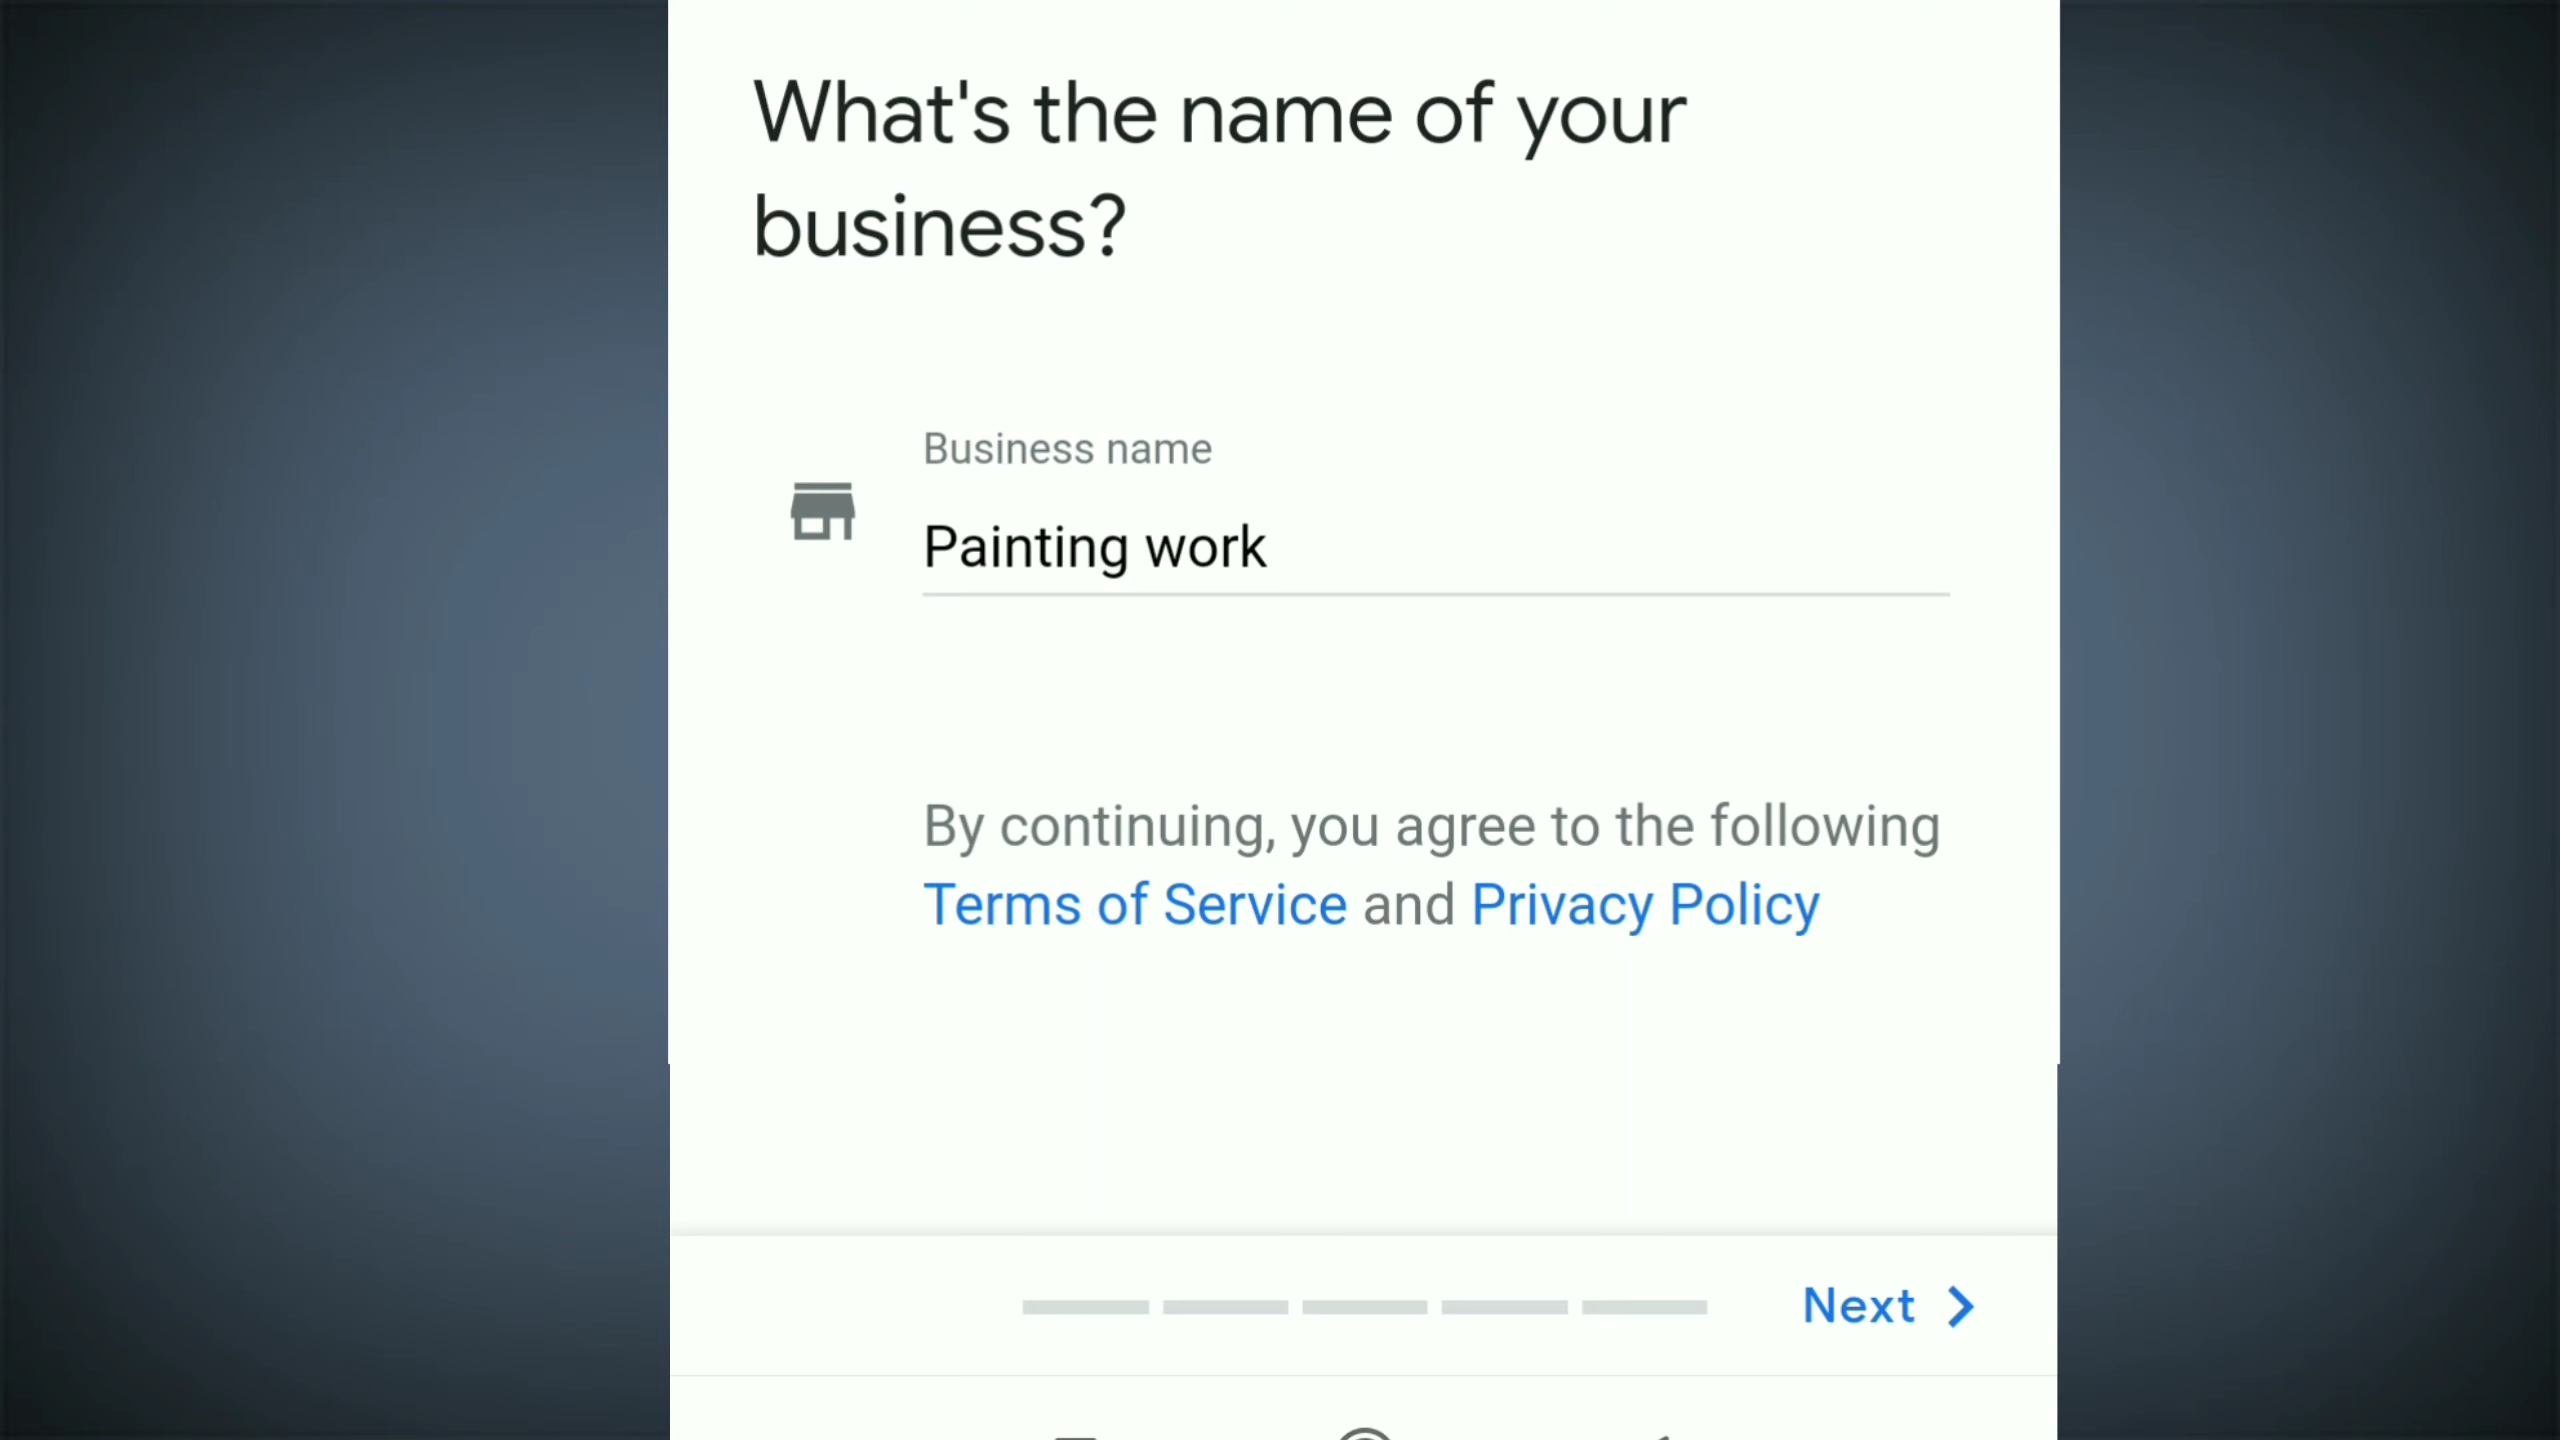 What's the name of your
business?
Business name
Painting work
By continuing, you agree to the following
Terms of Service and Privacy Policy
Next